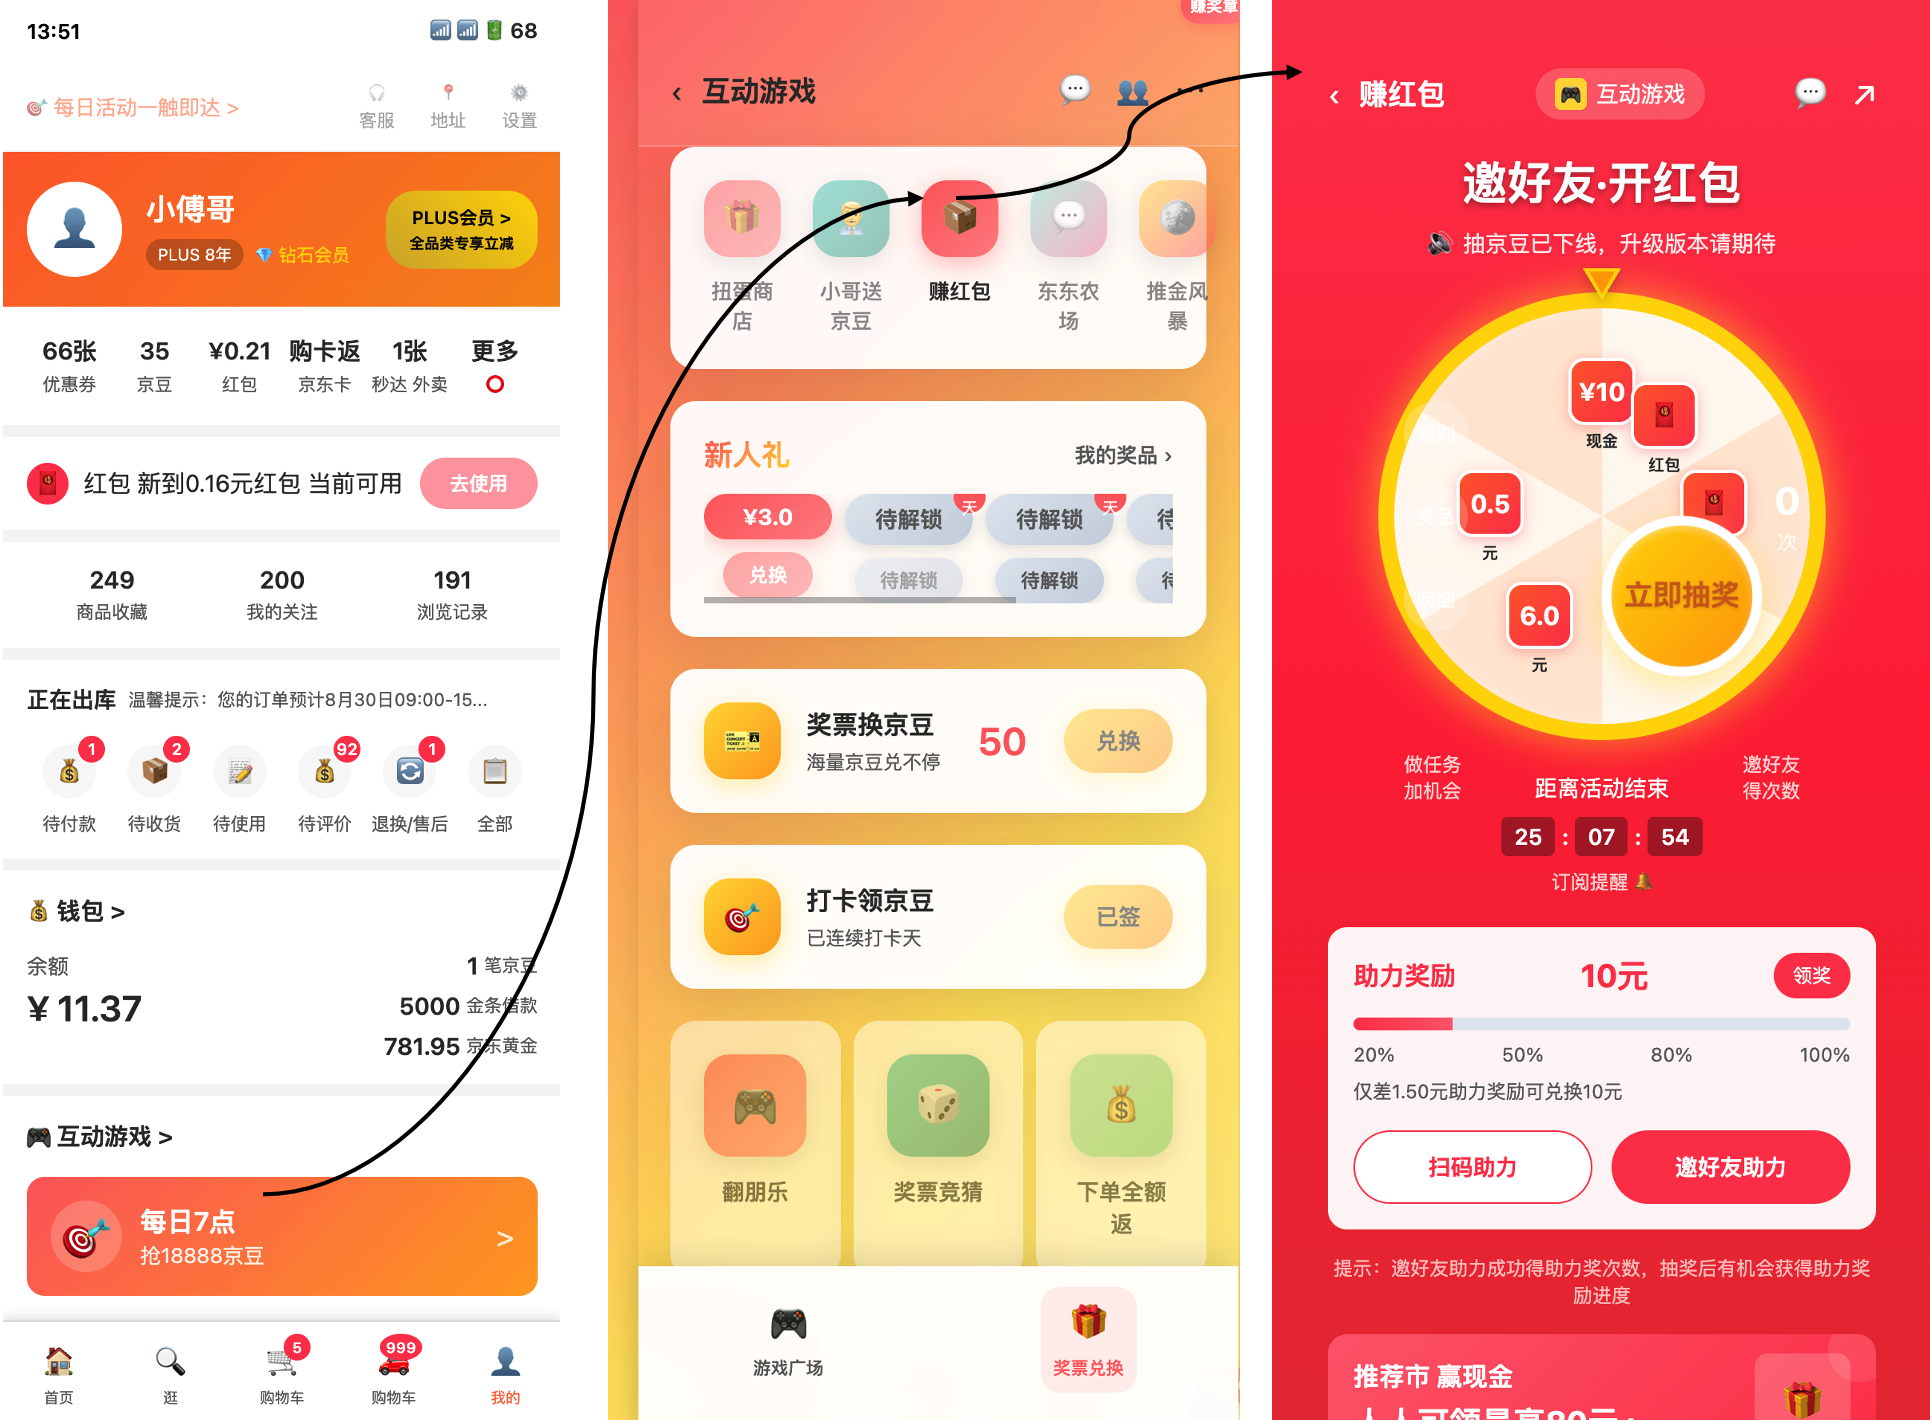 13:51
68
每日活动一触即达 >
客服
地址
设置
小傅哥
PLUS 8年
钻石会员
PLUS会员 >
全品类专享立减
66张
35
¥0.21
购卡返
1张
更多
优惠券
京豆
红包
京东卡
秒达 外卖
红包 新到0.16元红包 当前可用
去使用
249
200
191
商品收藏
我的关注
浏览记录
正在出库
温馨提示：您的订单预计8月30日09:00-15...
1
2
92
1
待付款
待收货
待使用
待评价
退换/售后
全部
钱包 >
余额
¥ 11.37
1 笔京豆
5000 金条借款
781.95 京东黄金
互动游戏 >
每日7点
抢18888京豆
>
5
999
首页
逛
购物车
购物车
我的
赚奖章
‹ 互动游戏
扭蛋商店
小哥送京豆
赚红包
东东农场
推金风暴
新人礼
我的奖品 ›
¥3.0
待解锁
天
待解锁
天
待
兑换
待解锁
待解锁
待
奖票换京豆
海量京豆兑不停
50
兑换
打卡领京豆
已连续打卡天
已签
翻朋乐
奖票竞猜
下单全额返
游戏广场
奖票兑换
‹ 赚红包
互动游戏
邀好友·开红包
抽京豆已下线，升级版本请期待
¥10
现金
红包
规则
0.5
元
奖品
0
次
立即抽奖
明细
6.0
元
做任务
加机会
距离活动结束
邀好友
得次数
25 : 07 : 54
订阅提醒
助力奖励
10元
领奖
20%
50%
80%
100%
仅差1.50元助力奖励可兑换10元
扫码助力
邀好友助力
提示：邀好友助力成功得助力奖次数，抽奖后有机会获得助力奖
励进度
推荐市 赢现金
人人可领最高80元 ›